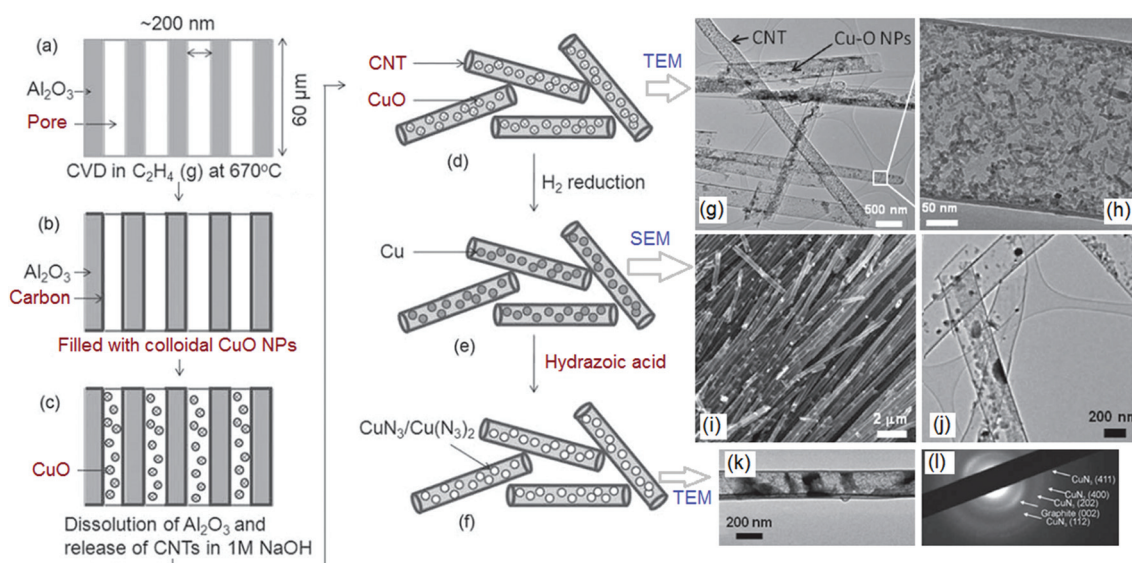 ~200 nm
(a)
Al₂O₃
Pore
60 µm
CVD in C₂H₄ (g) at 670ºC
(b)
Al₂O₃
Carbon
Filled with colloidal CuO NPs
(c)
CuO
Dissolution of Al₂O₃ and
release of CNTs in 1M NaOH
CNT
CuO
(d)
TEM
H₂ reduction
Cu
(e)
SEM
Hydrazoic acid
CuN₃/Cu(N₃)₂
(f)
TEM
CNT
Cu-O NPs
(g)
500 nm
50 nm
(h)
(i)
2 µm
(j)
200 nm
(k)
200 nm
(l)
CuN₃ (411)
CuN₃ (400)
CuN₃ (202)
Graphite (002)
CuN₃ (112)